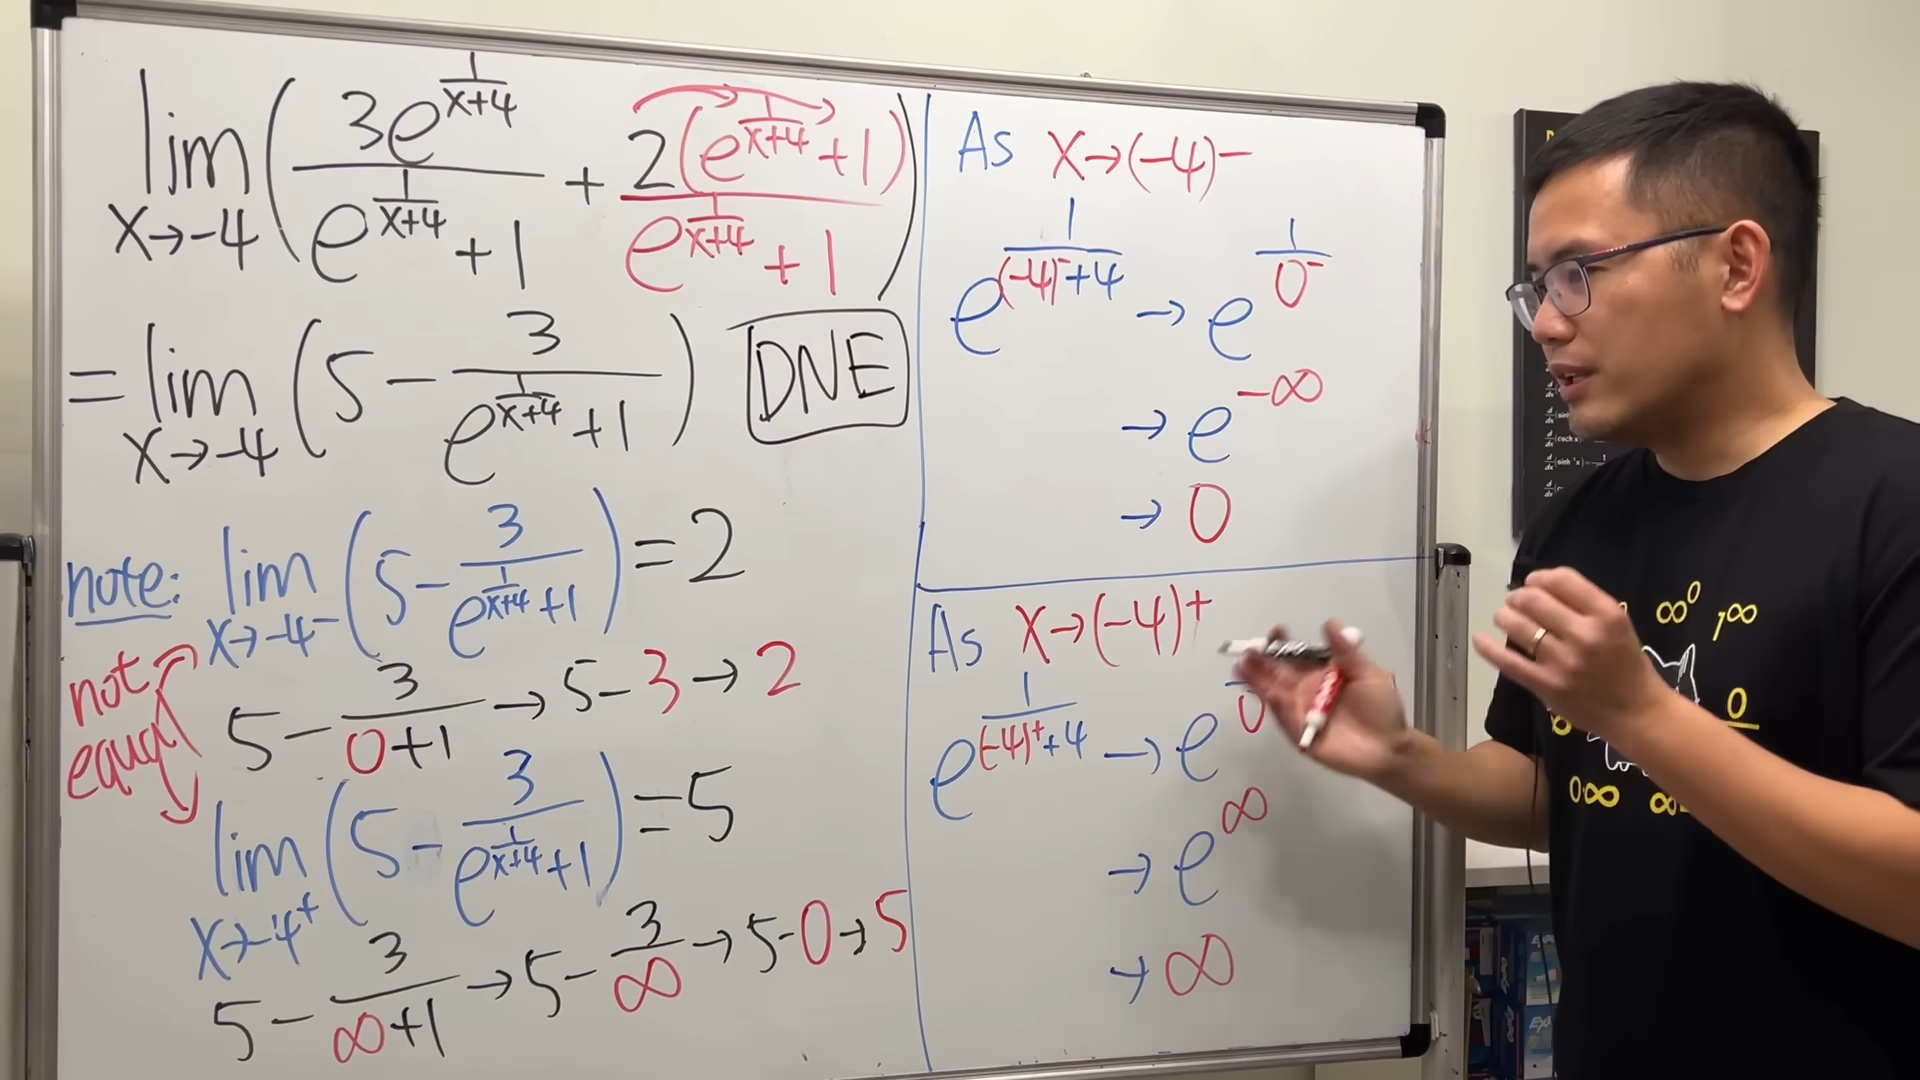 lim x→-4 ( 3e^(1/(x+4)) / (e^(1/(x+4)) + 1) + 2(e^(1/(x+4)) + 1) / (e^(1/(x+4)) + 1) )
= lim x→-4 ( 5 - 3 / (e^(1/(x+4)) + 1) ) DNE
note: lim x→-4⁻ ( 5 - 3 / (e^(1/(x+4)) + 1) ) = 2
not equal
5 - 3/(0+1) → 5-3 → 2
lim x→-4⁺ ( 5 - 3 / (e^(1/(x+4)) + 1) ) = 5
5 - 3/(∞+1) → 5 - 3/∞ → 5-0 → 5
As x→(-4)⁻
e^(1/((-4)⁻+4)) → e^(1/0⁻)
→ e^(-∞)
→ 0
As x→(-4)⁺
e^(1/((-4)⁺+4)) → e
→ e^∞
→ ∞
∞⁰
1^∞
0
0·∞